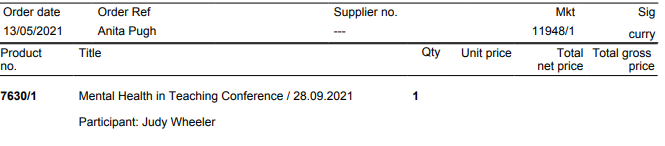 Order date Order Ref Supplier no. Mkt Sig
13/05/2021 Anita Pugh --- 11948/1 curry
Product Title Qty Unit price Total Total gross
no. net price price
7630/1 Mental Health in Teaching Conference / 28.09.2021 1
Participant: Judy Wheeler